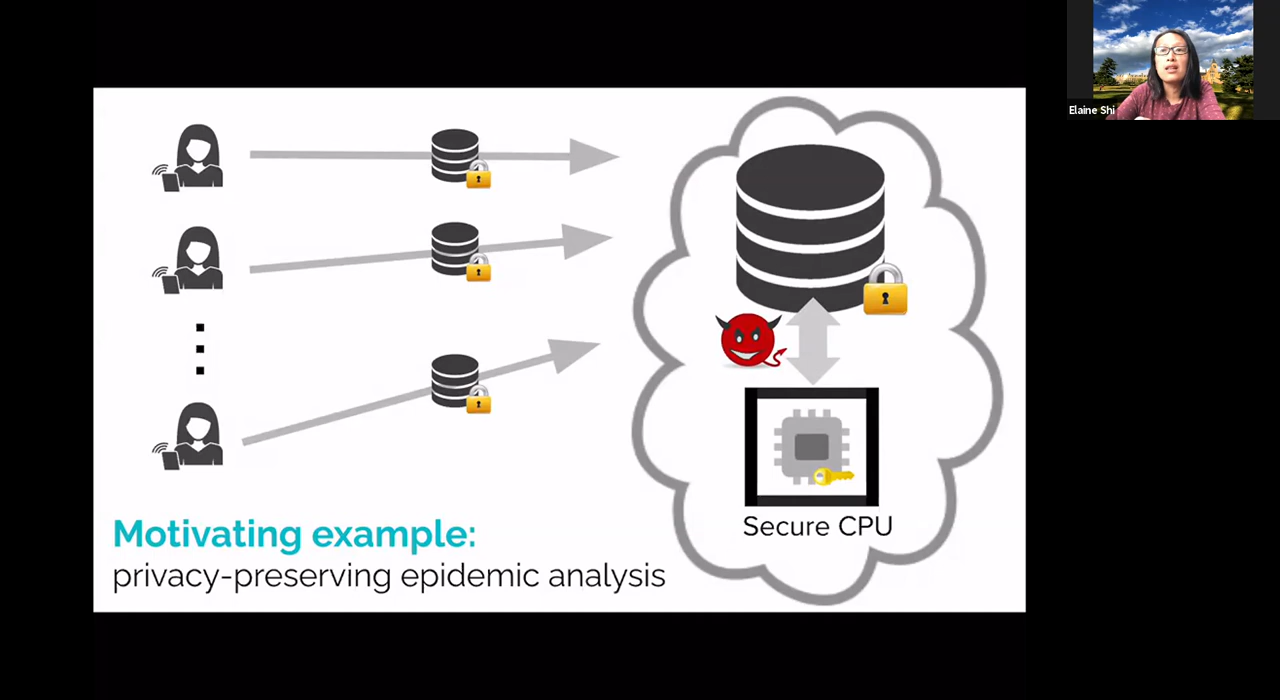 Elaine Shi
Secure CPU
Motivating example:
privacy-preserving epidemic analysis